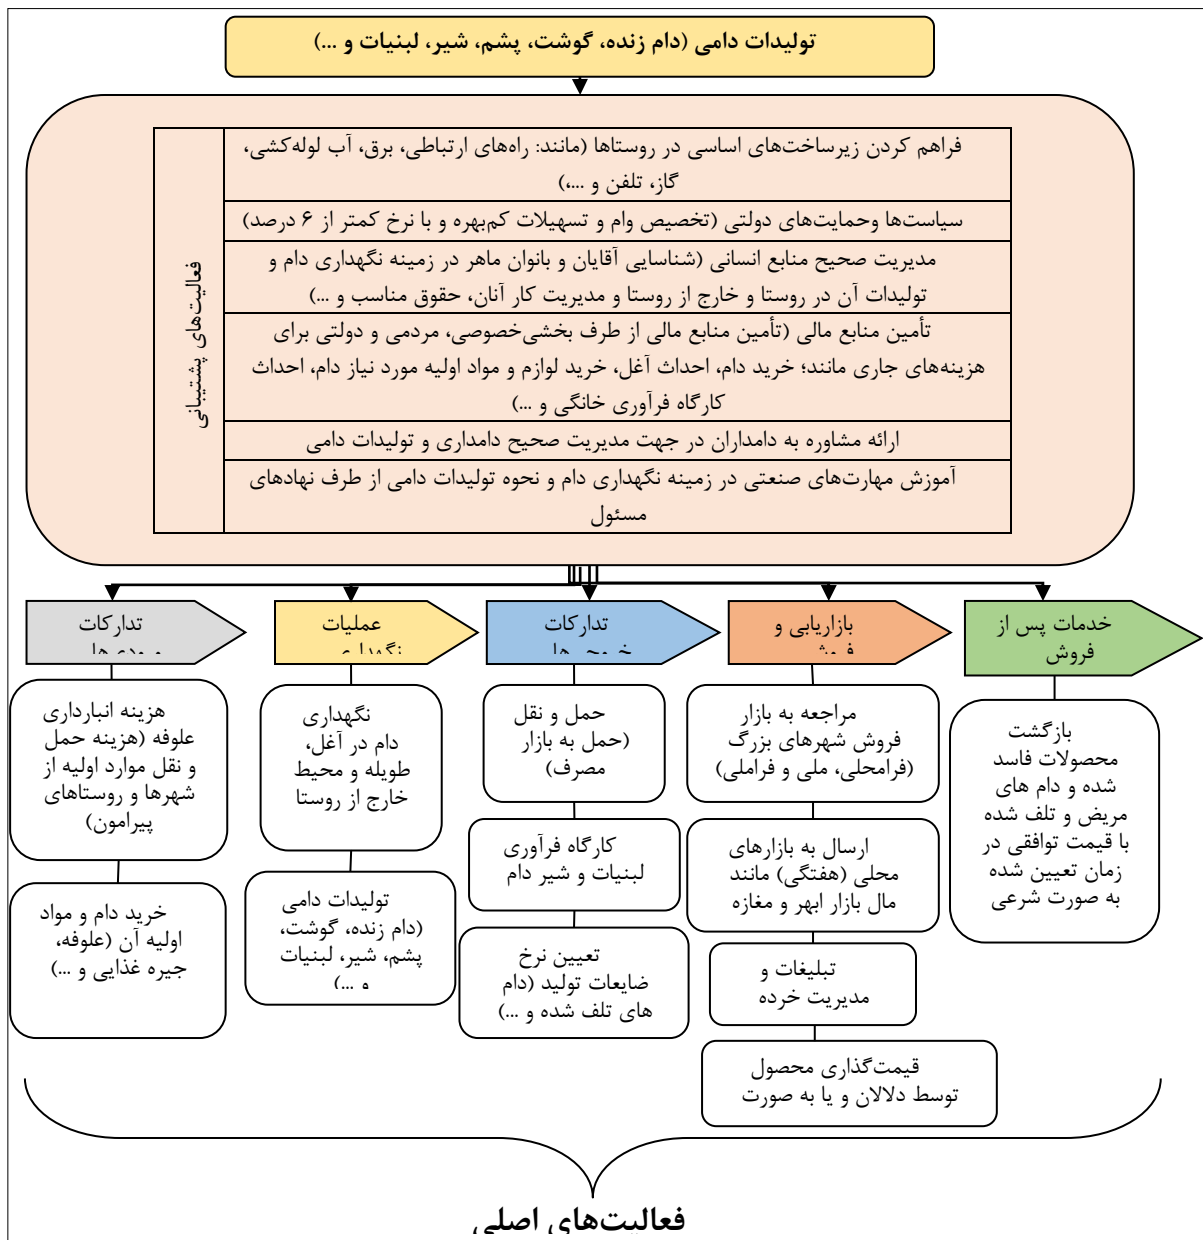 تولیدات دامی (دام زنده، گوشت، پشم، شیر، لبنیات و ...)
فعالیت‌های پشتیبانی
فراهم کردن زیرساخت‌های اساسی در روستاها (مانند: راه‌های ارتباطی، برق، آب لوله‌کشی،
گاز، تلفن و ...،)
سیاست‌ها وحمایت‌های دولتی (تخصیص وام و تسهیلات کم‌بهره و با نرخ کمتر از ۶ درصد)
مدیریت صحیح منابع انسانی (شناسایی آقایان و بانوان ماهر در زمینه نگهداری دام و
تولیدات آن در روستا و خارج از روستا و مدیریت کار آنان، حقوق مناسب و ...)
تأمین منابع مالی (تأمین منابع مالی از طرف بخشی‌خصوصی، مردمی و دولتی برای
هزینه‌های جاری مانند؛ خرید دام، احداث آغل، خرید لوازم و مواد اولیه مورد نیاز دام، احداث
کارگاه فرآوری خانگی و ...)
ارائه مشاوره به دامداران در جهت مدیریت صحیح دامداری و تولیدات دامی
آموزش مهارت‌های صنعتی در زمینه نگهداری دام و نحوه تولیدات دامی از طرف نهادهای
مسئول
خدمات پس از
فروش
بازگشت
محصولات فاسد
شده و دام های
مریض و تلف شده
با قیمت توافقی در
زمان تعیین شده
به صورت شرعی
بازاریابی و
مراجعه به بازار
فروش شهرهای بزرگ
(فرامحلی، ملی و فراملی)
ارسال به بازارهای
محلی (هفتگی) مانند
مال بازار ابهر و مغازه
تبلیغات و
مدیریت خرده
قیمت‌گذاری محصول
توسط دلالان و یا به صورت
تدارکات
حمل و نقل
(حمل به بازار
مصرف)
کارگاه فرآوری
لبنیات و شیر دام
تعیین نرخ
ضایعات تولید (دام
های تلف شده و ...)
عملیات
نگهداری
دام در آغل،
طویله و محیط
خارج از روستا
تولیدات دامی
(دام زنده، گوشت،
پشم، شیر، لبنیات
و ...)
تدارکات
هزینه انبارداری
علوفه (هزینه حمل
و نقل موارد اولیه از
شهرها و روستاهای
پیرامون)
خرید دام و مواد
اولیه آن (علوفه،
جیره غذایی و ...)
فعالیت‌های اصلی